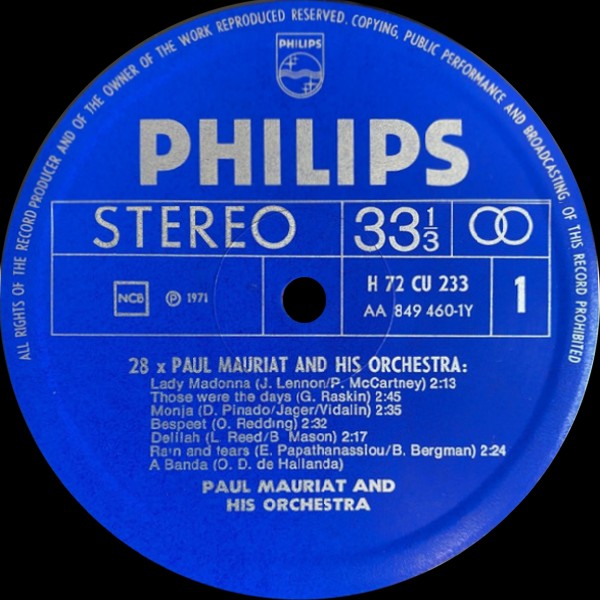 ALL RIGHTS OF THE RECORD PRODUCER AND OF THE OWNER OF THE WORK REPRODUCED RESERVED. COPYING, PUBLIC PERFORMANCE AND BROADCASTING OF THIS RECORD PROHIBITED
PHILIPS
PHILIPS
STEREO 33 1/3
NCB ℗ 1971 H 72 CU 233 1
AA 849 460-1Y
28 x PAUL MAURIAT AND HIS ORCHESTRA:
Lady Madonna (J. Lennon/P. McCartney) 2:13
Those were the days (G. Raskin) 2:45
Monja (D. Pinado/Jager/Vidalin) 2:35
Bespeet (O. Redding) 2:32
Delilah (L. Reed/B Mason) 2:17
Rain and tears (E. Papathanassiou/B. Bergman) 2:24
A Banda (O. D. de Hallanda)
PAUL MAURIAT AND
HIS ORCHESTRA